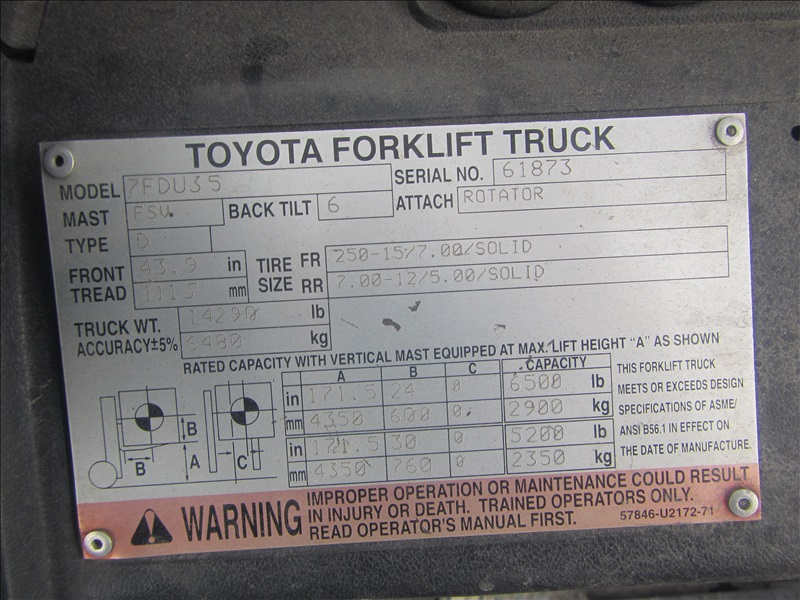 TOYOTA FORKLIFT TRUCK
MODEL 7FDU35 SERIAL NO. 61873
MAST FSV BACK TILT 6 ATTACH ROTATOR
TYPE D
FRONT TREAD 43.9 in TIRE SIZE FR 250-15/7.00/SOLID
1115 mm RR 7.00-12/5.00/SOLID
TRUCK WT. 14290 lb
ACCURACY±5% 6480 kg
RATED CAPACITY WITH VERTICAL MAST EQUIPPED AT MAX. LIFT HEIGHT "A" AS SHOWN
A B C CAPACITY
in 171.5 24 0 6500 lb
mm 4350 600 0 2900 kg
in 171.5 30 0 5200 lb
mm 4350 760 0 2350 kg
B
B A C
THIS FORKLIFT TRUCK
MEETS OR EXCEEDS DESIGN
SPECIFICATIONS OF ASME/
ANSI B56.1 IN EFFECT ON
THE DATE OF MANUFACTURE.
WARNING
IMPROPER OPERATION OR MAINTENANCE COULD RESULT
IN INJURY OR DEATH. TRAINED OPERATORS ONLY.
READ OPERATOR'S MANUAL FIRST.
57846-U2172-71